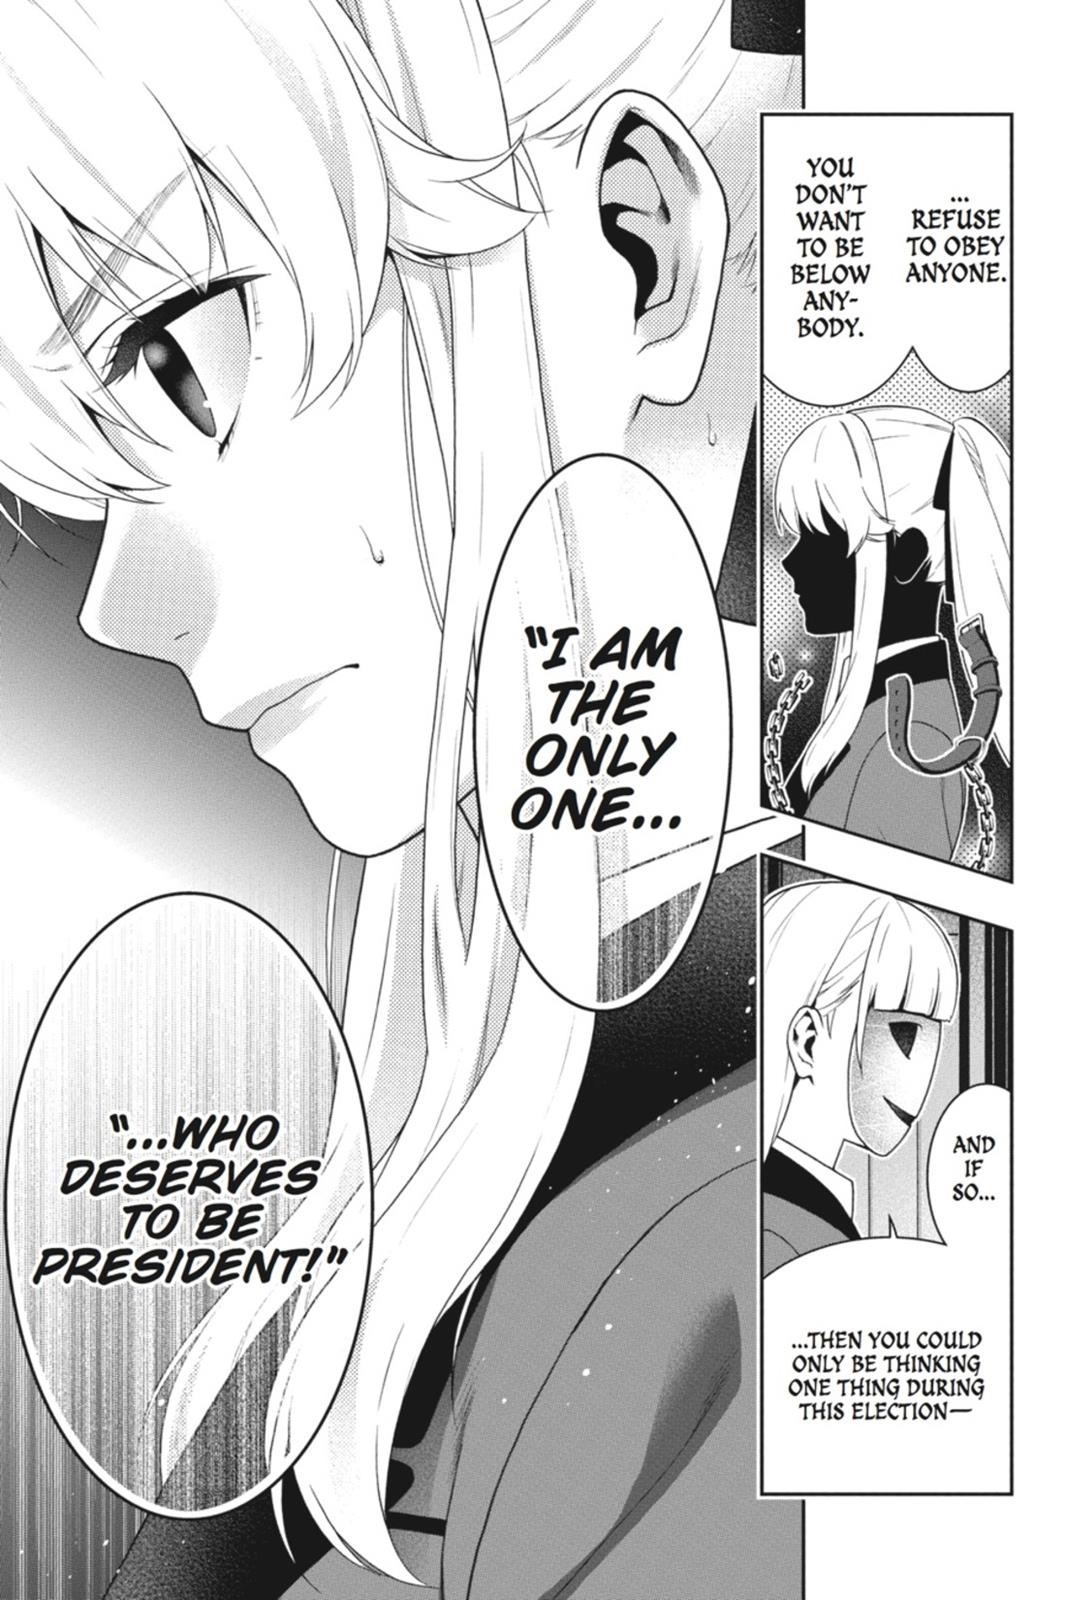 ...
REFUSE
TO OBEY
ANYONE.
YOU
DON'T
WANT
TO BE
BELOW
ANY-
BODY.
AND
IF
SO...
...THEN YOU COULD
ONLY BE THINKING
ONE THING DURING
THIS ELECTION—
"I AM
THE
ONLY
ONE...
"...WHO
DESERVES
TO BE
PRESIDENT!"